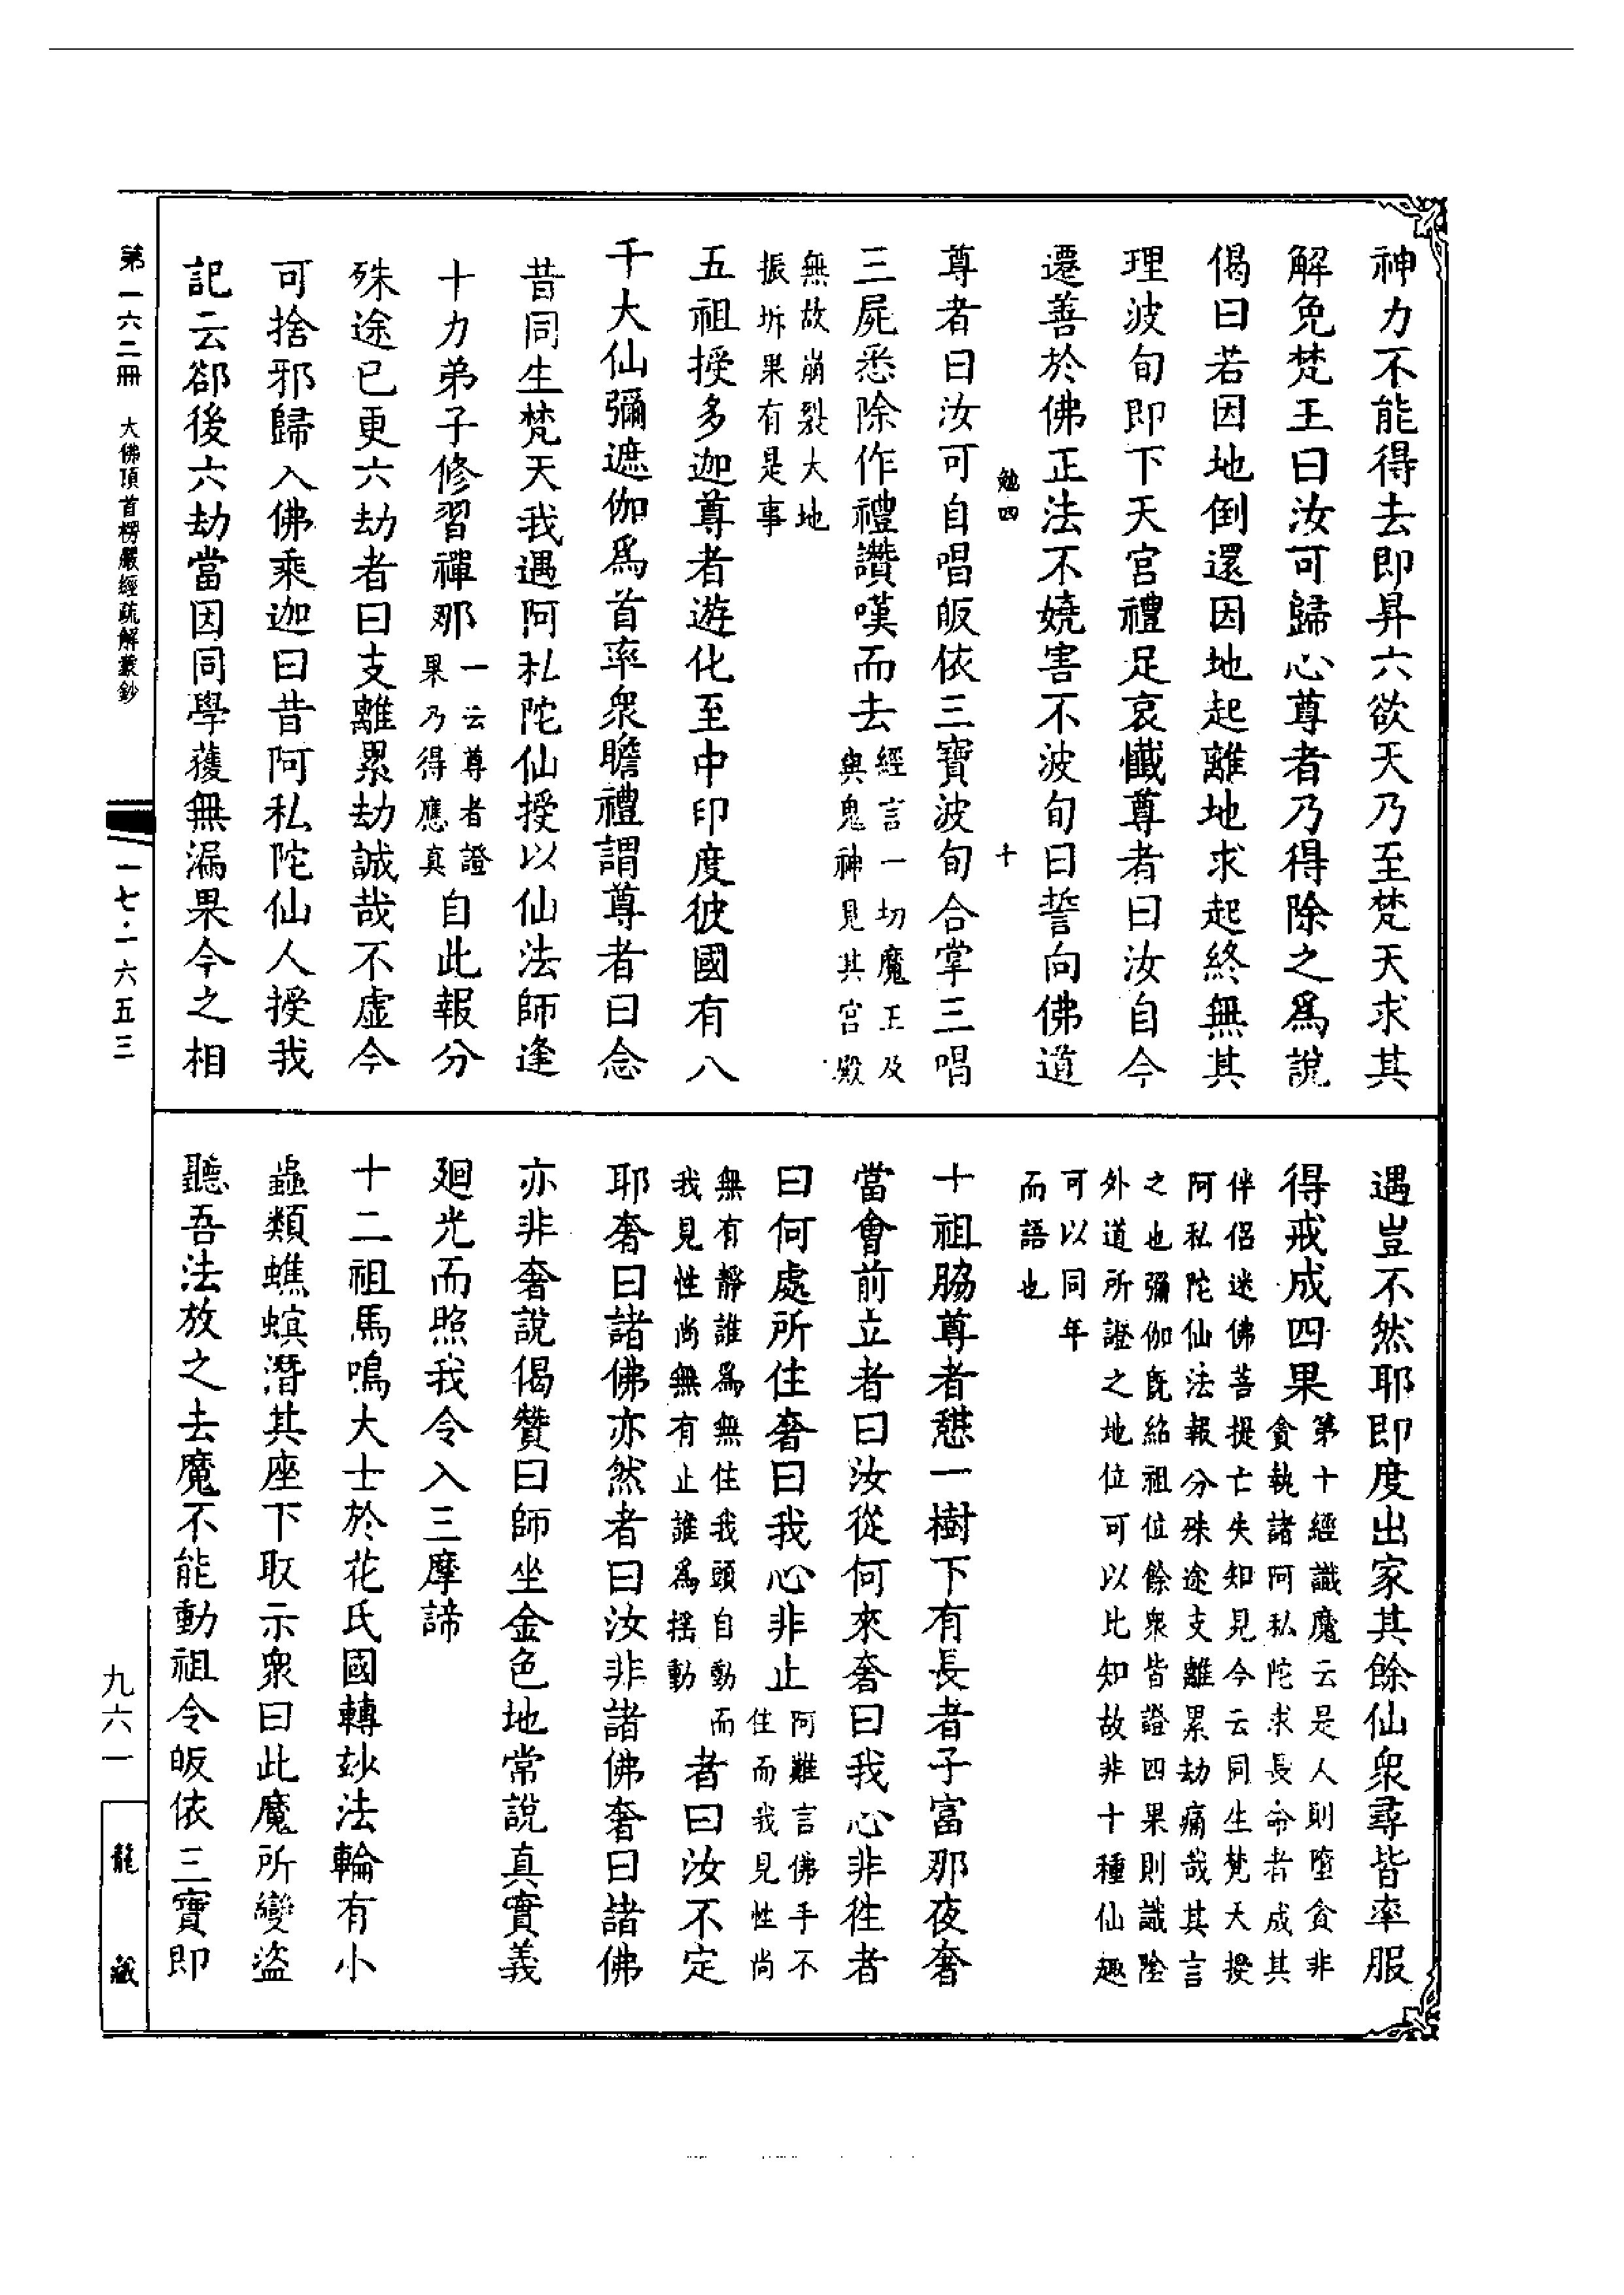 神力不能得去即昇六欲天乃至梵天求其
解免梵王曰汝可歸心尊者乃得除之爲說
偈曰若因地倒還因地起離地求起終無其
理波旬即下天宮禮足哀懺尊者曰汝自今
遷善於佛正法不嬈害不波旬曰誓向佛道
勉四
十
尊者曰汝可自唱皈依三寶波旬合掌三唱
三屍悉除作禮讚嘆而去
經言一切魔王及
與鬼神見其宮殿
無故崩裂大地
振坼果有是事
五祖授多迦尊者遊化至中印度彼國有八
千大仙彌遮伽爲首率衆瞻禮謂尊者曰念
昔同生梵天我遇阿私陀仙授以仙法師逢
十力弟子修習禪那
一云尊者證
果乃得應真
自此報分
殊途已更六劫者曰支離累劫誠哉不虛今
可捨邪歸入佛乘迦曰昔阿私陀仙人授我
記云郤後六劫當因同學獲無漏果今之相
遇豈不然耶即度出家其餘仙衆尋皆率服
得戒成四果
第十經識魔云是人則墮貪非
貪執諸阿私陀求長命者成其
伴侶迷佛菩提亡失知見今云同生梵天授
阿私陀仙法報分殊途支離累劫痛哉其言
之也彌伽旣紹祖位餘衆皆證四果則識陰
外道所證之地位可以比知故非十種仙趣
可以同年
而語也
十祖脇尊者憇一樹下有長者子富那夜奢
當會前立者曰汝從何來奢曰我心非徃者
曰何處所住奢曰我心非止
阿難言佛手不
住而我見性尚
無有靜誰爲無住我頭自動而
我見性尚無有止誰爲搖動
者曰汝不定
耶奢曰諸佛亦然者曰汝非諸佛奢曰諸佛
亦非奢說偈贊曰師坐金色地常說真實義
廻光而照我令入三摩諦
十二祖馬鳴大士於花氏國轉玅法輪有小
蟲類蟭螟潛其座下取示衆曰此魔所變盜
聽吾法放之去魔不能動祖令皈依三寶即
第一六二冊 大佛頂首楞嚴經疏解蒙鈔
一七·一六五三
九六一
龍藏